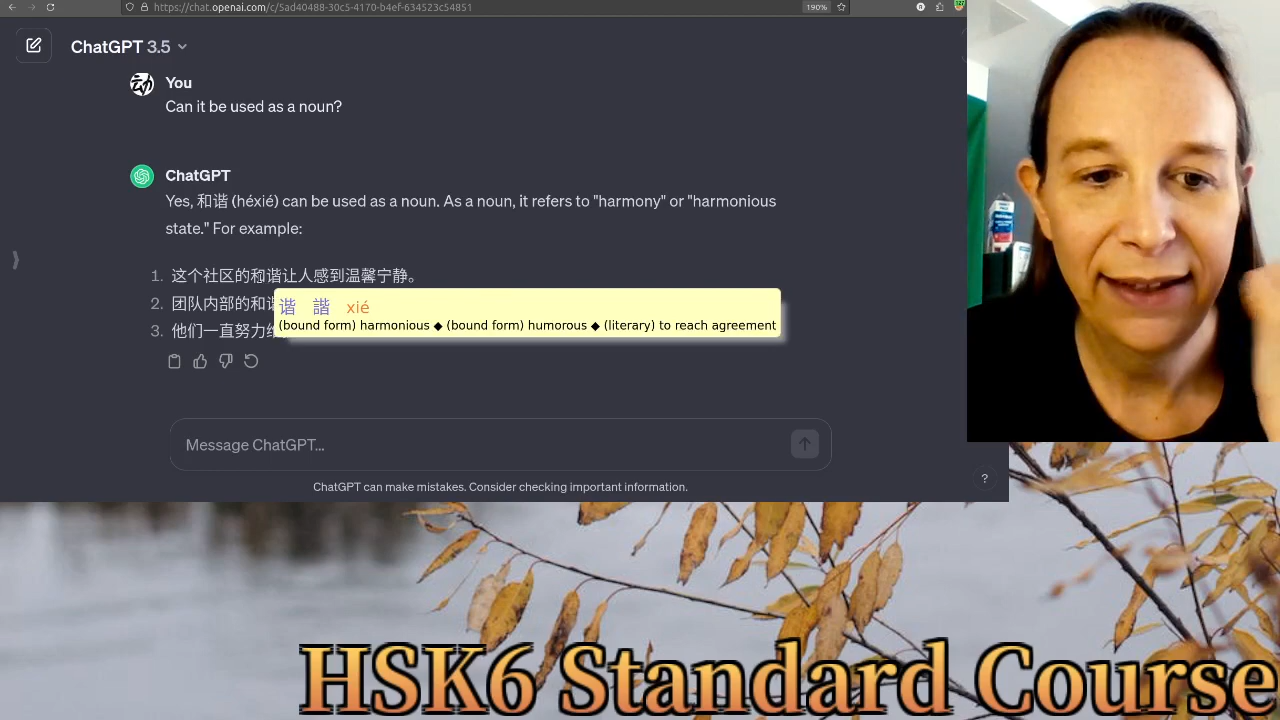 https://chat.openai.com/c/5ad40488-30c5-4170-b4ef-634523c54851
190%
ChatGPT 3.5
You
Can it be used as a noun?
ChatGPT
Yes, 和谐 (héxié) can be used as a noun. As a noun, it refers to "harmony" or "harmonious
state." For example:
1. 这个社区的和谐让人感到温馨宁静。
2. 团队内部的和谐
谐 諧 xié
(bound form) harmonious ◆ (bound form) humorous ◆ (literary) to reach agreement
3. 他们一直努力
Message ChatGPT…
ChatGPT can make mistakes. Consider checking important information.
?
HSK6 Standard Course